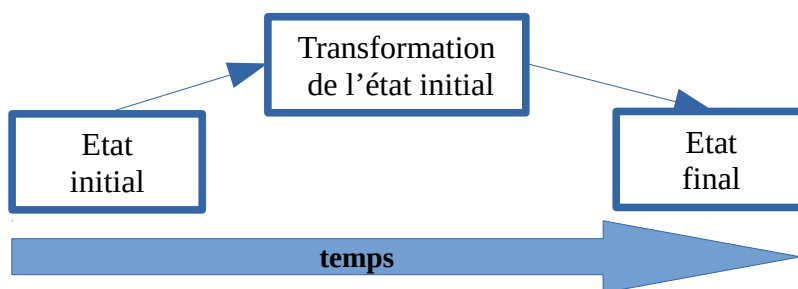 Transformation
de l’état initial
Etat
initial
Etat
final
temps